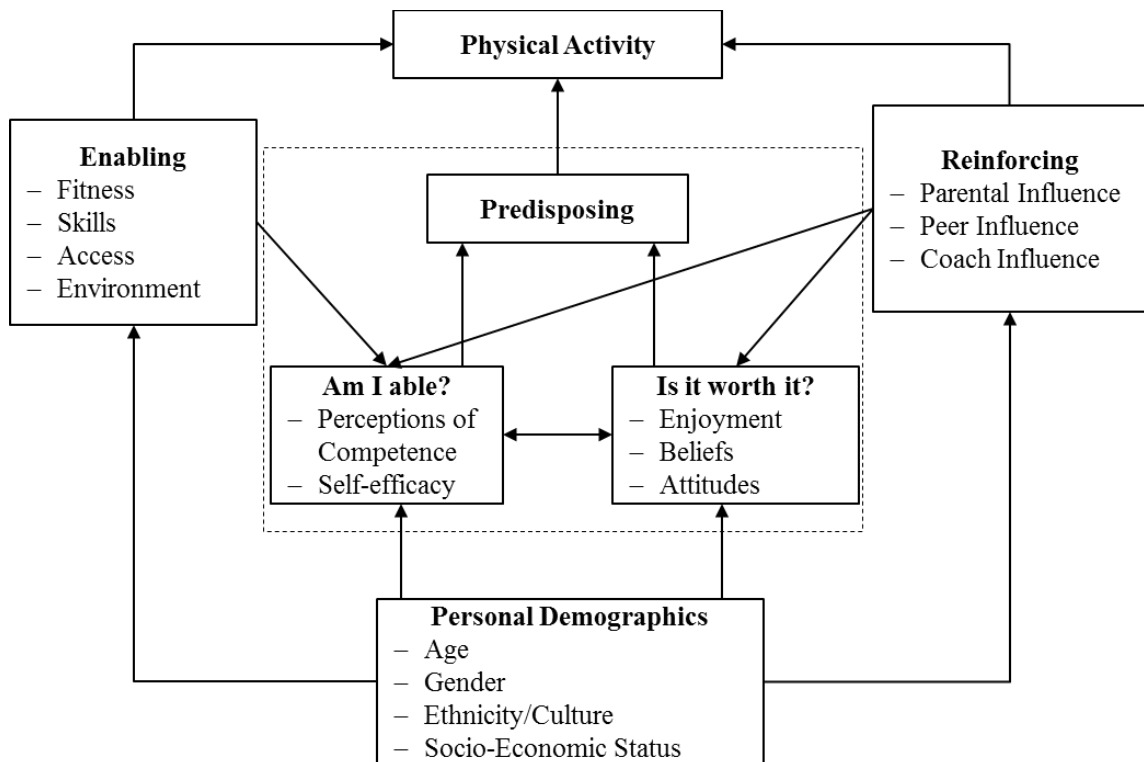 Physical Activity
Enabling
– Fitness
– Skills
– Access
– Environment
Predisposing
Reinforcing
– Parental Influence
– Peer Influence
– Coach Influence
Am I able?
– Perceptions of
Competence
– Self-efficacy
Is it worth it?
– Enjoyment
– Beliefs
– Attitudes
Personal Demographics
– Age
– Gender
– Ethnicity/Culture
– Socio-Economic Status